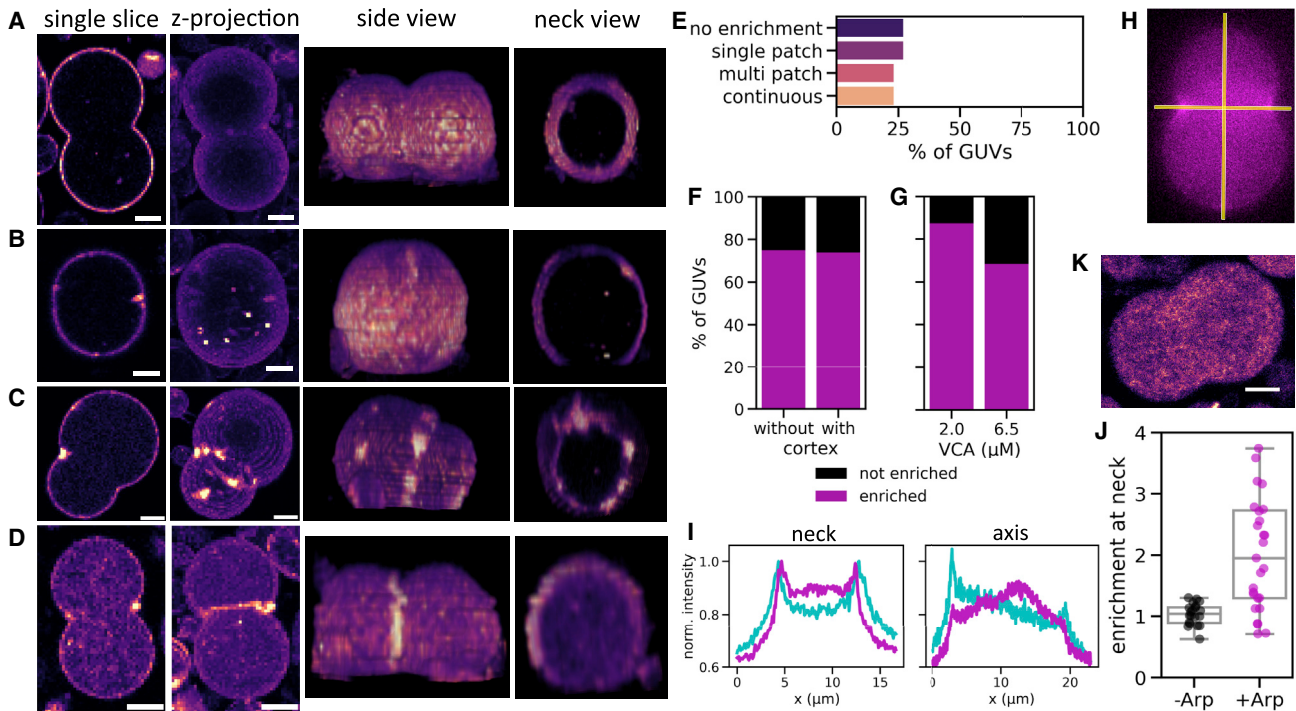 single slice z-projection side view neck view
A
B
C
D
E
no enrichment
single patch
multi patch
continuous
0 25 50 75 100
% of GUVs
H
F
G
100
80
60
40
20
0
% of GUVs
without with
cortex
2.0 6.5
VCA (µM)
not enriched
enriched
K
I
neck
axis
norm. intensity
1.0
0.8
0.6
0 5 10 15
x (µm)
0 10 20
x (µm)
J
enrichment at neck
4
3
2
1
0
-Arp +Arp